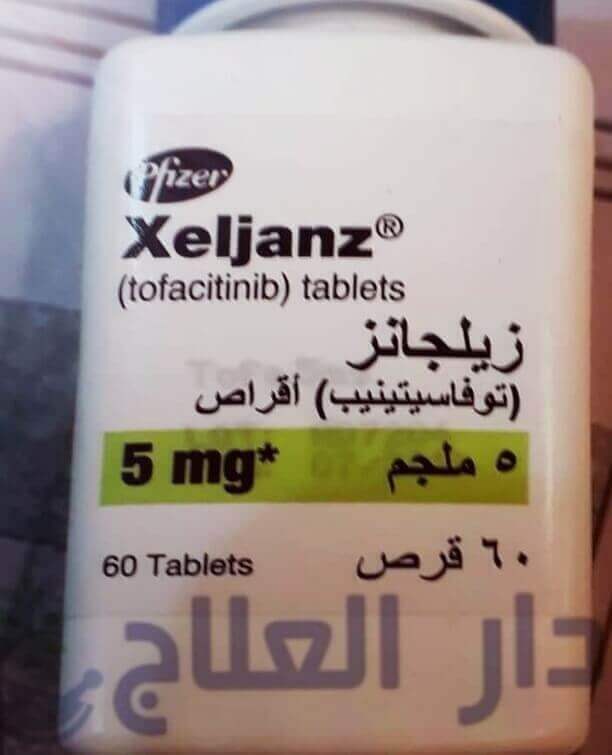 Pfizer
Xeljanz®
(tofacitinib) tablets
زيلجانز
(توفاسيتينيب) أقراص
5 mg* ٥ ملجم
60 Tablets ٦٠ قرص
دار العلاج